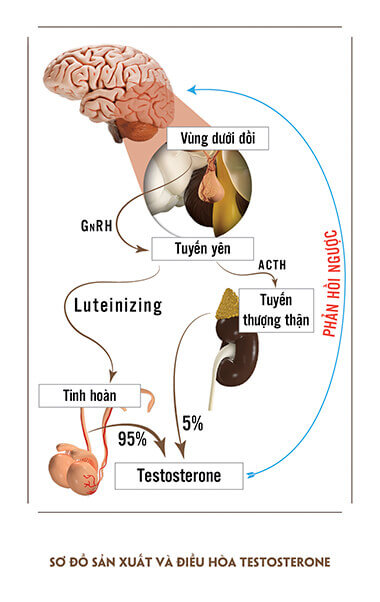 Vùng dưới đồi
GNRH
Tuyến yên
ACTH
Luteinizing
Tuyến
thượng thận
PHẢN HỒI NGƯỢC
Tinh hoàn
95%
5%
Testosterone
SƠ ĐỒ SẢN XUẤT VÀ ĐIỀU HÒA TESTOSTERONE